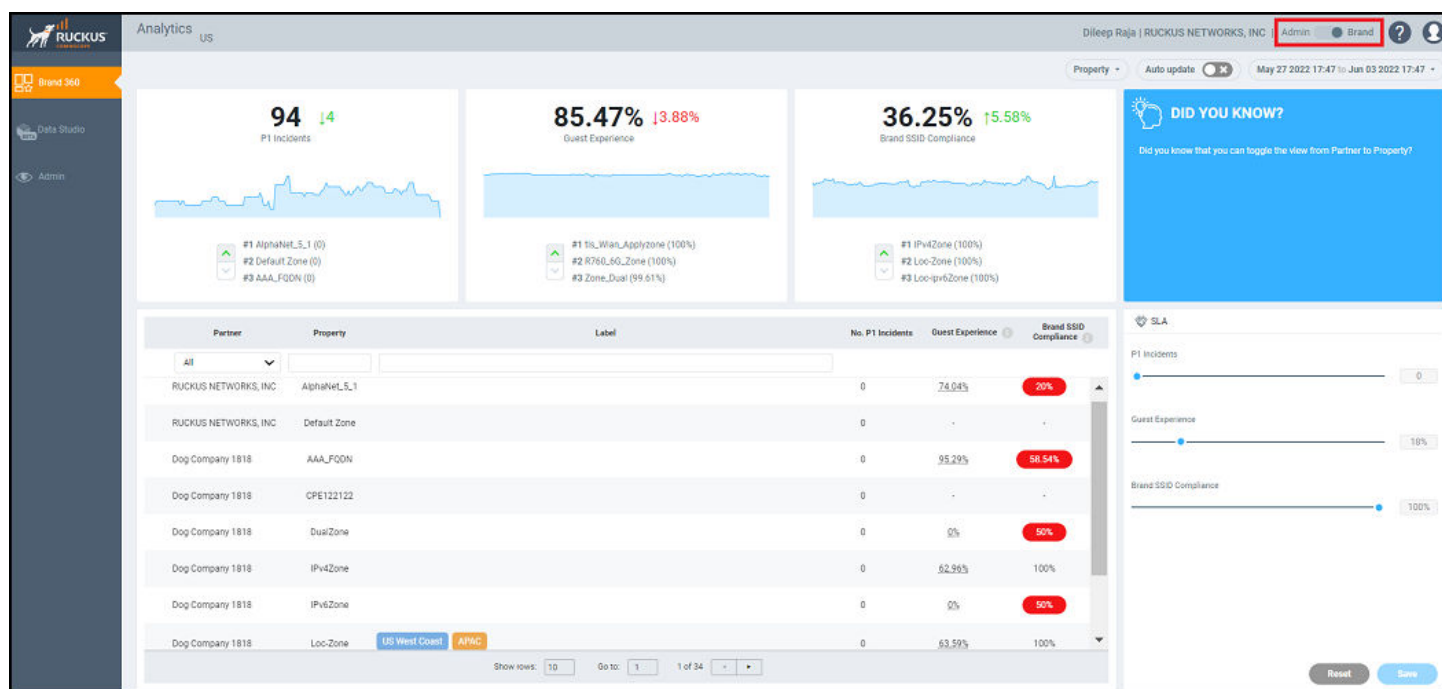 RUCKUS
COMMSCOPE
Analytics US
Dileep Raja | RUCKUS NETWORKS, INC | Admin Brand ?
Brand 360
Data Studio
BETA
Admin
Property
Auto update
May 27 2022 17:47 to Jun 03 2022 17:47
94 ↓4
P1 Incidents
#1 AlphaNet_5_1 (0)
#2 Default Zone (0)
#3 AAA_FQDN (0)
85.47% ↓3.88%
Guest Experience
#1 tis_Wlan_Applyzone (100%)
#2 R760_6G_Zone (100%)
#3 Zone_Dual (99.61%)
36.25% ↑5.58%
Brand SSID Compliance
#1 IPv4Zone (100%)
#2 Loc-Zone (100%)
#3 Loc-ipv6Zone (100%)
DID YOU KNOW?
Did you know that you can toggle the view from Partner to Property?
Partner Property Label No. P1 Incidents Guest Experience Brand SSID Compliance
All
RUCKUS NETWORKS, INC AlphaNet_5_1 0 74.04% 20%
RUCKUS NETWORKS, INC Default Zone 0 - -
Dog Company 1818 AAA_FQDN 0 95.29% 58.54%
Dog Company 1818 CPE122122 0 - -
Dog Company 1818 DualZone 0 0% 50%
Dog Company 1818 IPv4Zone 0 62.96% 100%
Dog Company 1818 IPv6Zone 0 0% 50%
Dog Company 1818 Loc-Zone US West Coast APAC 0 63.59% 100%
Show rows: 10 Go to: 1 1 of 34
SLA
P1 Incidents
0
Guest Experience
18%
Brand SSID Compliance
100%
Reset Save